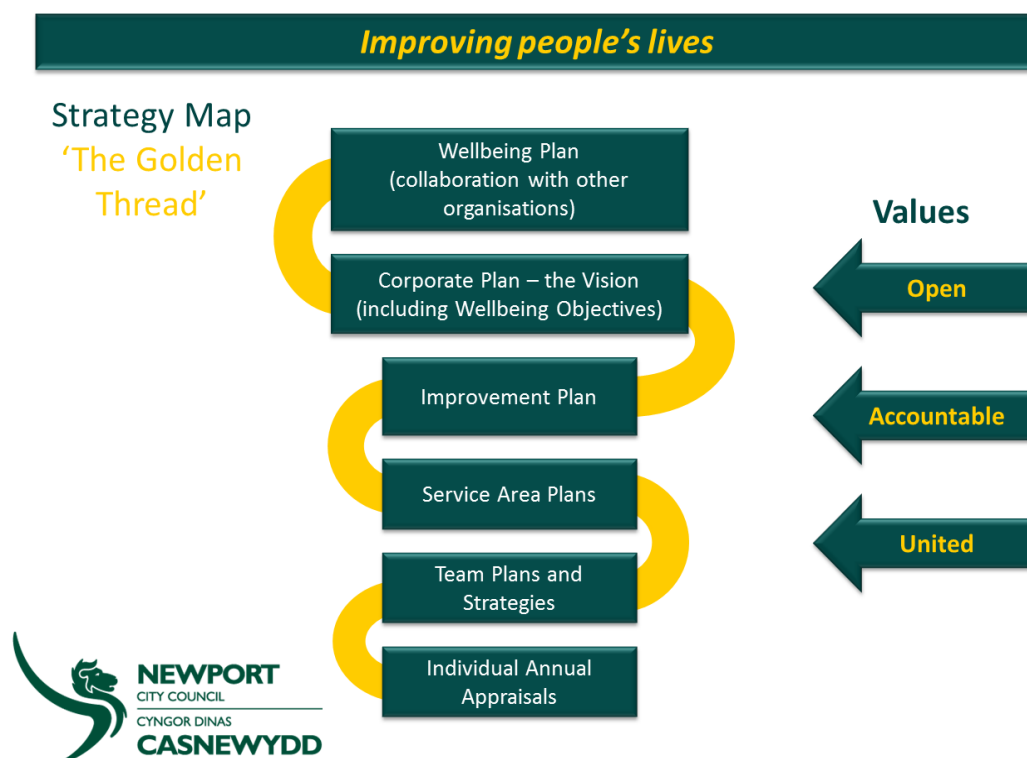 Improving people's lives
Strategy Map
‘The Golden
Thread’
Wellbeing Plan
(collaboration with other
organisations)
Corporate Plan – the Vision
(including Wellbeing Objectives)
Improvement Plan
Service Area Plans
Team Plans and
Strategies
Individual Annual
Appraisals
Values
Open
Accountable
United
NEWPORT
CITY COUNCIL
CYNGOR DINAS
CASNEWYDD